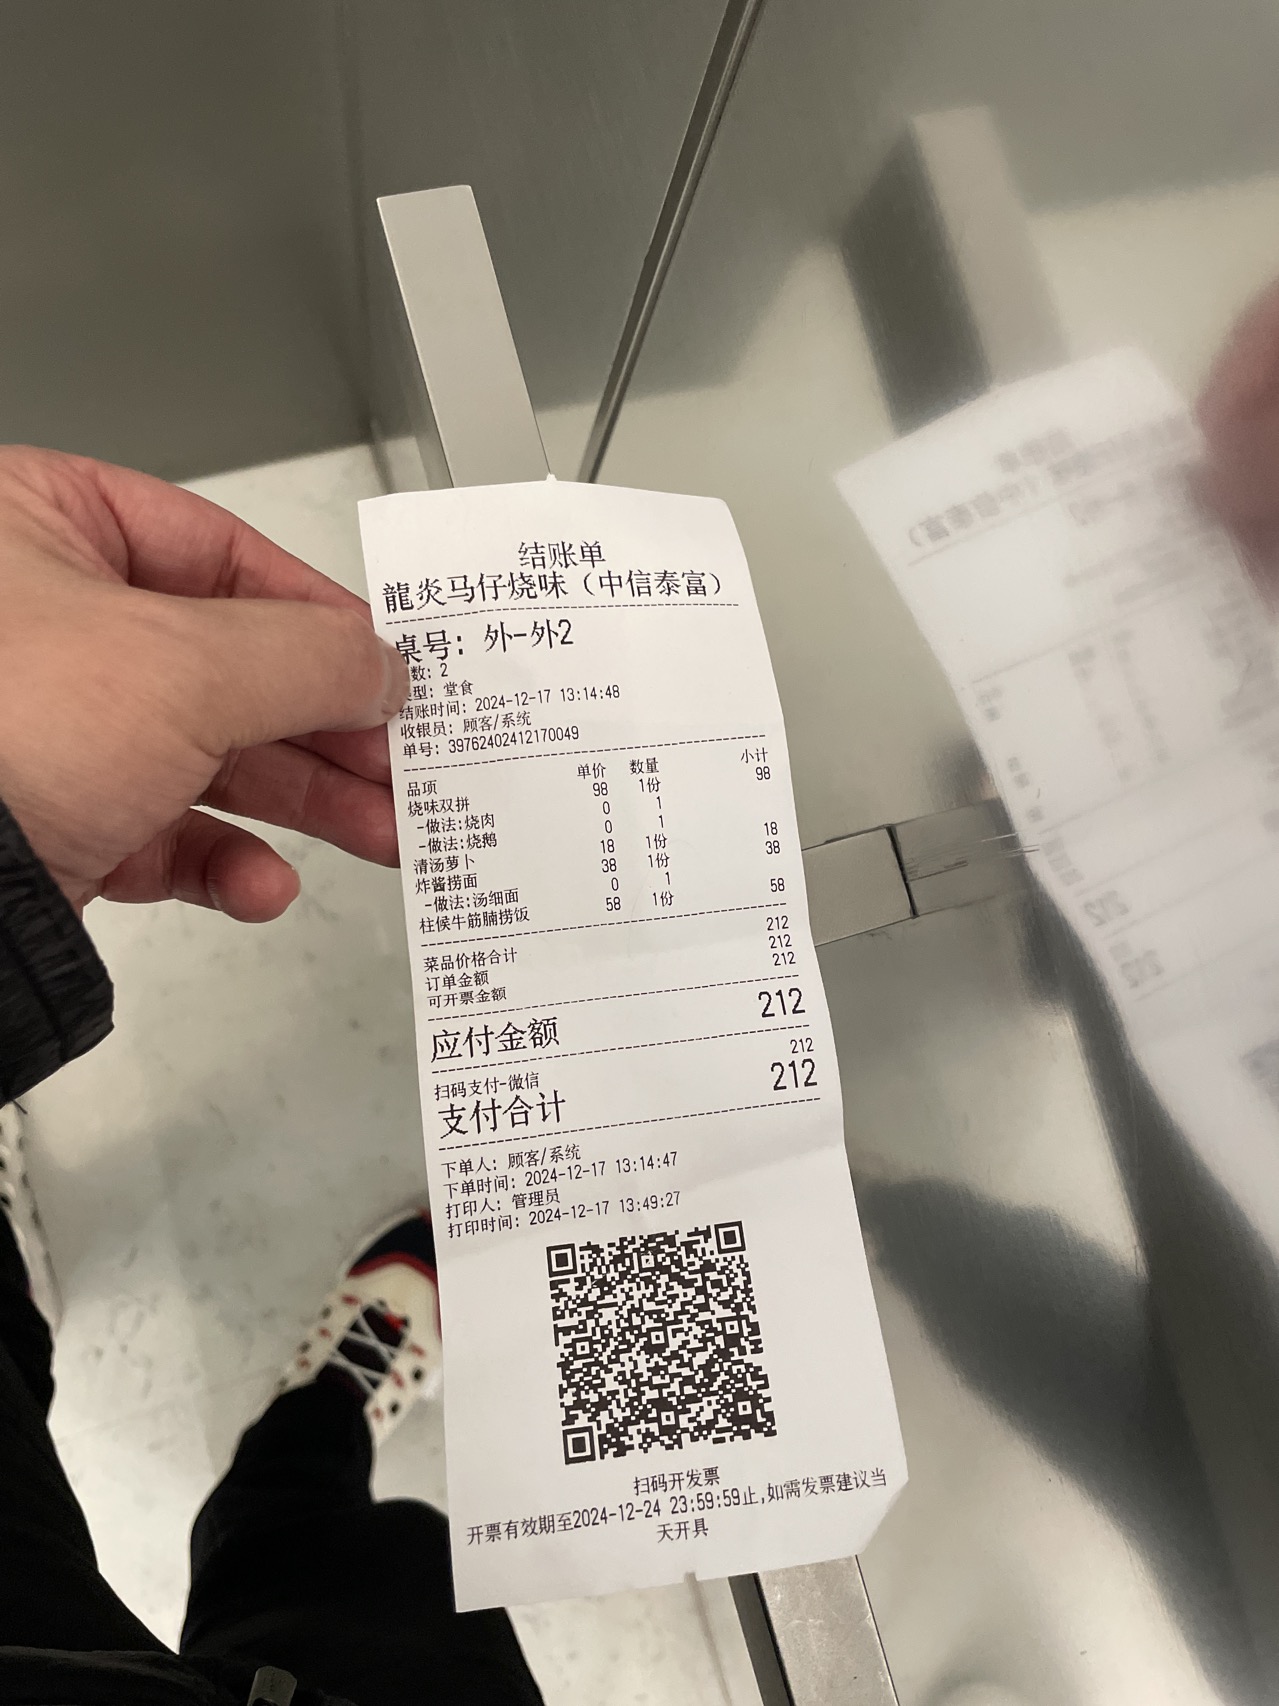 结账单
龍炎马仔烧味（中信泰富）
桌号: 外-外2
数: 2
型: 堂食
结账时间: 2024-12-17 13:14:48
收银员: 顾客/系统
单号: 39762402412170049
品项 单价 数量 小计
烧味双拼 98 1份 98
-做法:烧肉 0 1
-做法:烧鹅 0 1
清汤萝卜 18 1份 18
炸酱捞面 38 1份 38
-做法:汤细面 0 1
柱候牛筋腩捞饭 58 1份 58
菜品价格合计 212
订单金额 212
可开票金额 212
应付金额 212
扫码支付-微信 212
支付合计 212
下单人: 顾客/系统
下单时间: 2024-12-17 13:14:47
打印人: 管理员
打印时间: 2024-12-17 13:49:27
扫码开发票
开票有效期至2024-12-24 23:59:59止,如需发票建议当
天开具